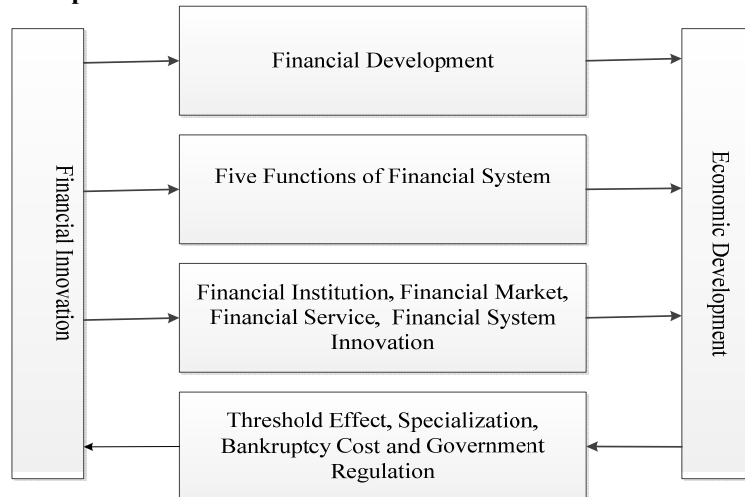 Financial Innovation
Financial Development
Five Functions of Financial System
Financial Institution, Financial Market,
Financial Service, Financial System
Innovation
Threshold Effect, Specialization,
Bankruptcy Cost and Government
Regulation
Economic Development